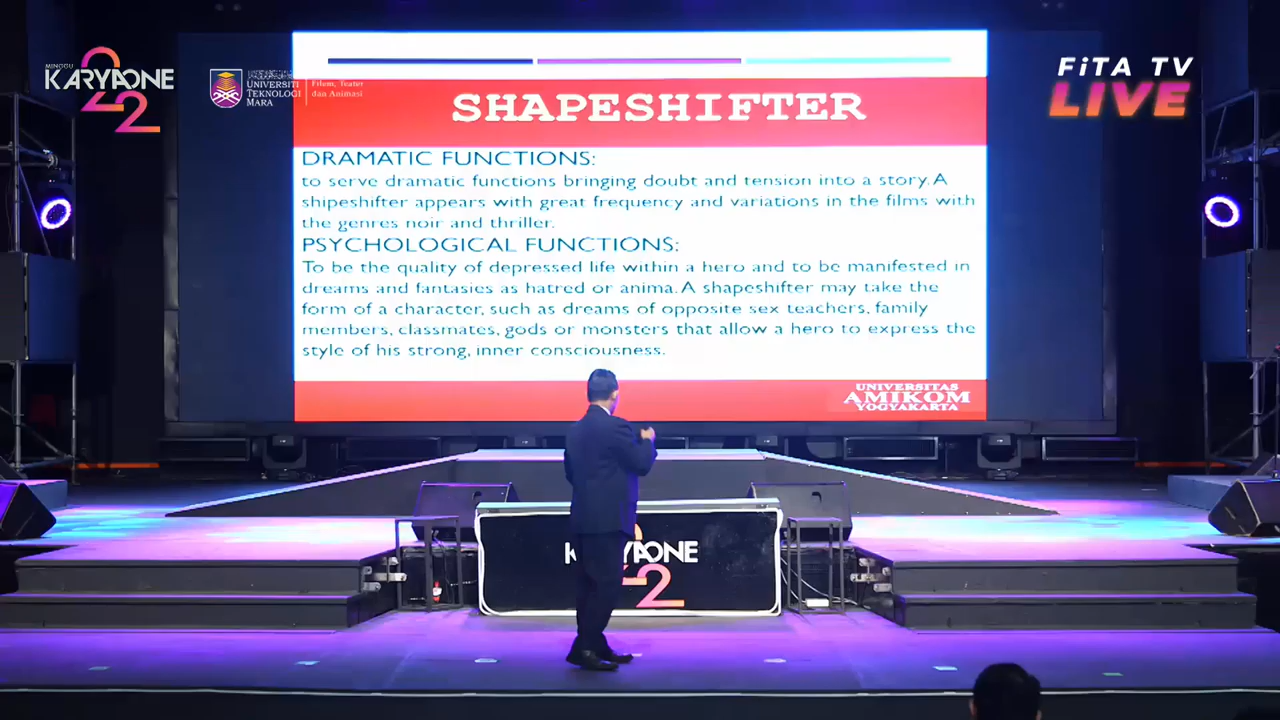 MINGGU
KARYAONE
22
UNIVERSITI
TEKNOLOGI
MARA
Filem, Teater
dan Animasi
FiTA TV
LIVE
SHAPESHIFTER
DRAMATIC FUNCTIONS:
to serve dramatic functions bringing doubt and tension into a story. A
shipeshifter appears with great frequency and variations in the films with
the genres noir and thriller.
PSYCHOLOGICAL FUNCTIONS:
To be the quality of depressed life within a hero and to be manifested in
dreams and fantasies as hatred or anima. A shapeshifter may take the
form of a character, such as dreams of opposite sex teachers, family
members, classmates, gods or monsters that allow a hero to express the
style of his strong, inner consciousness.
UNIVERSITAS
AMIKOM
YOGYAKARTA